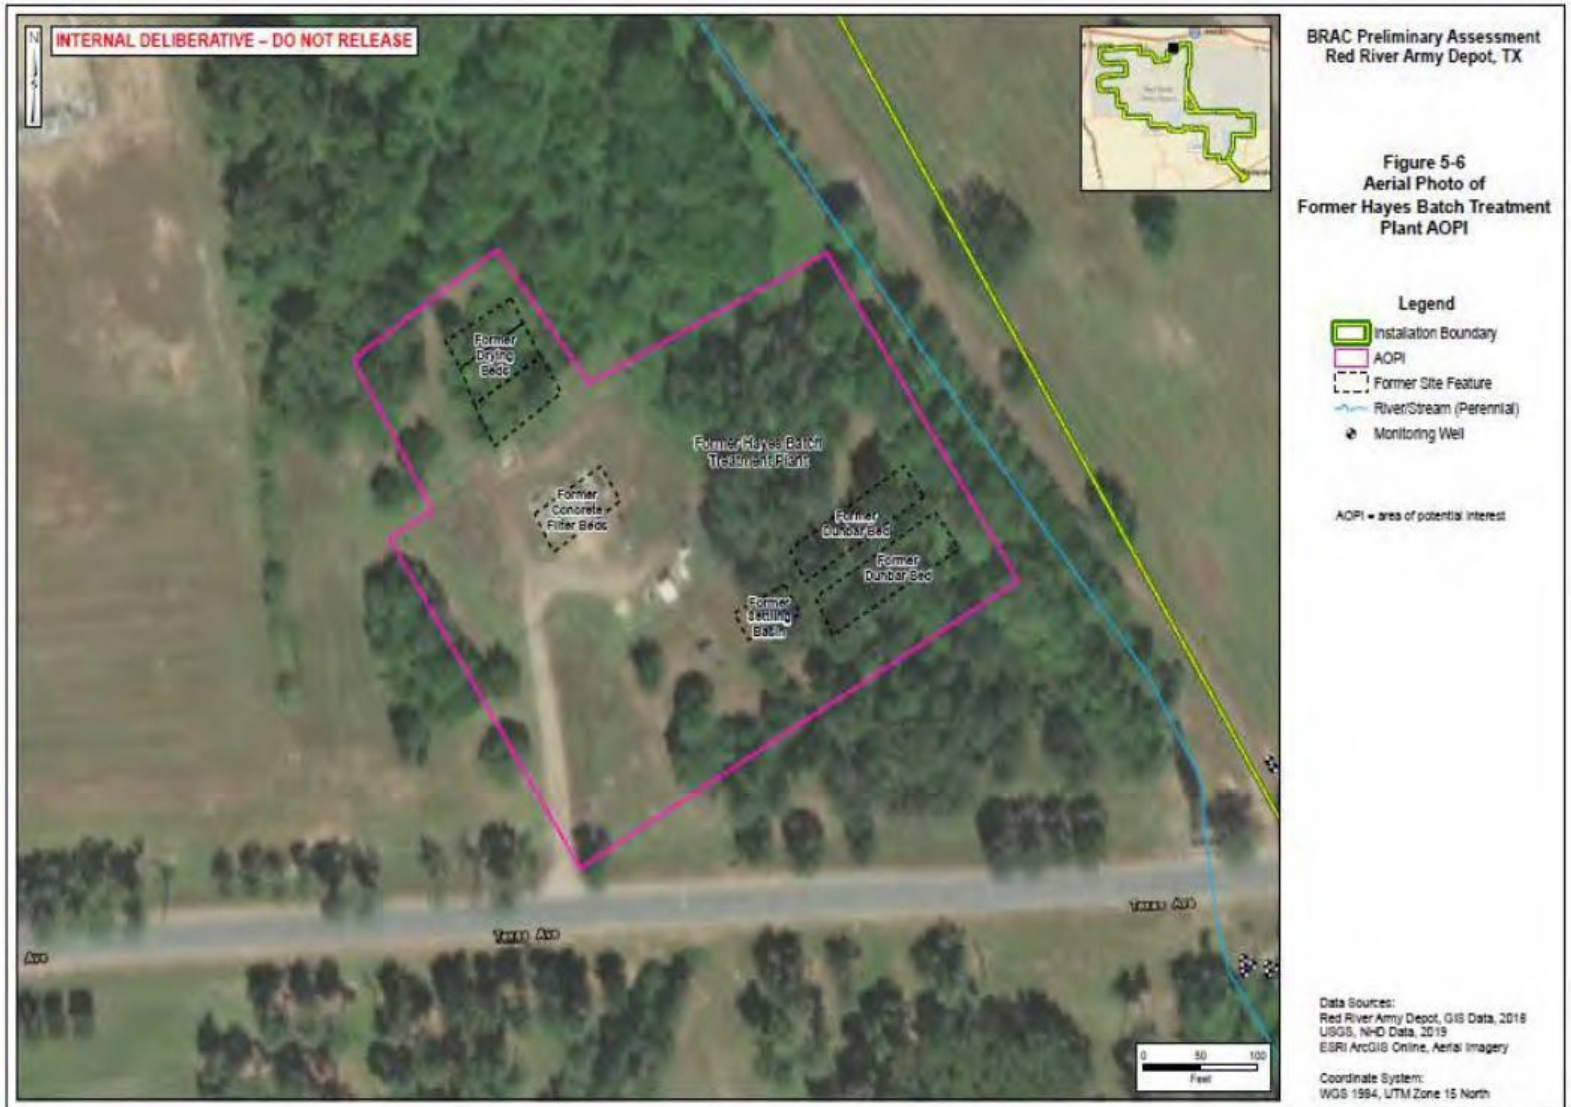 N
S
INTERNAL DELIBERATIVE – DO NOT RELEASE
BRAC Preliminary Assessment
Red River Army Depot, TX
Figure 5-6
Aerial Photo of
Former Hayes Batch Treatment
Plant AOPI
Legend
Installation Boundary
AOPI
Former Site Feature
River/Stream (Perennial)
Monitoring Well
AOPI = area of potential interest
Former
Drying
Beds
Former Hayes Batch
Treatment Plant
Former
Concrete
Filter Beds
Former
Dunbar Bed
Former
Dunbar Bed
Former
Settling
Basin
Texas Ave
Texas Ave
Ave
0 50 100
Feet
Data Sources:
Red River Army Depot, GIS Data, 2018
USGS, NHD Data, 2019
ESRI ArcGIS Online, Aerial Imagery
Coordinate System:
WGS 1984, UTM Zone 15 North